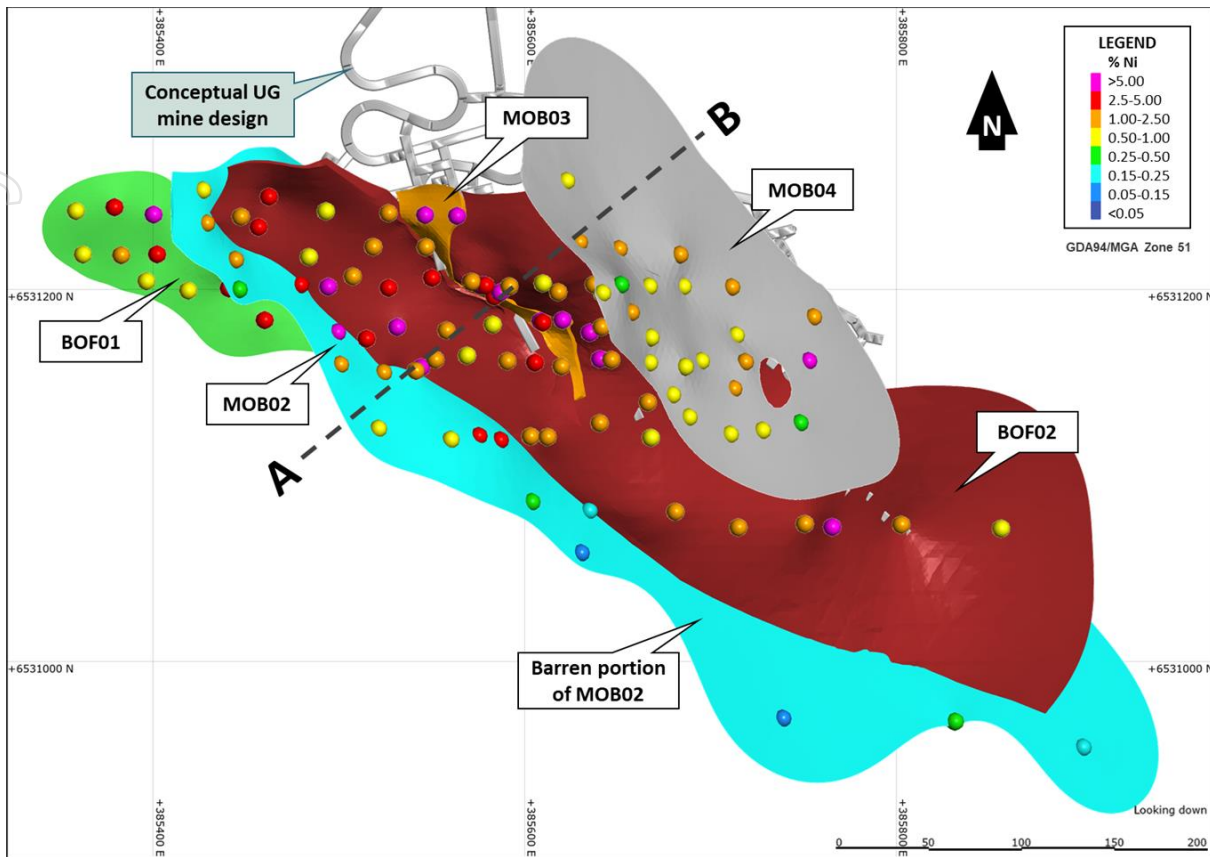 +385400 E
+385600 E
+385800 E
LEGEND
% Ni
>5.00
2.5-5.00
1.00-2.50
0.50-1.00
0.25-0.50
0.15-0.25
0.05-0.15
<0.05
GDA94/MGA Zone 51
N
Conceptual UG
mine design
MOB03
B
MOB04
+6531200 N
+6531200 N
BOF01
MOB02
A
BOF02
Barren portion
of MOB02
+6531000 N
+6531000 N
Looking down
+385400 E
+385600 E
+385800 E
0 50 100 150 200